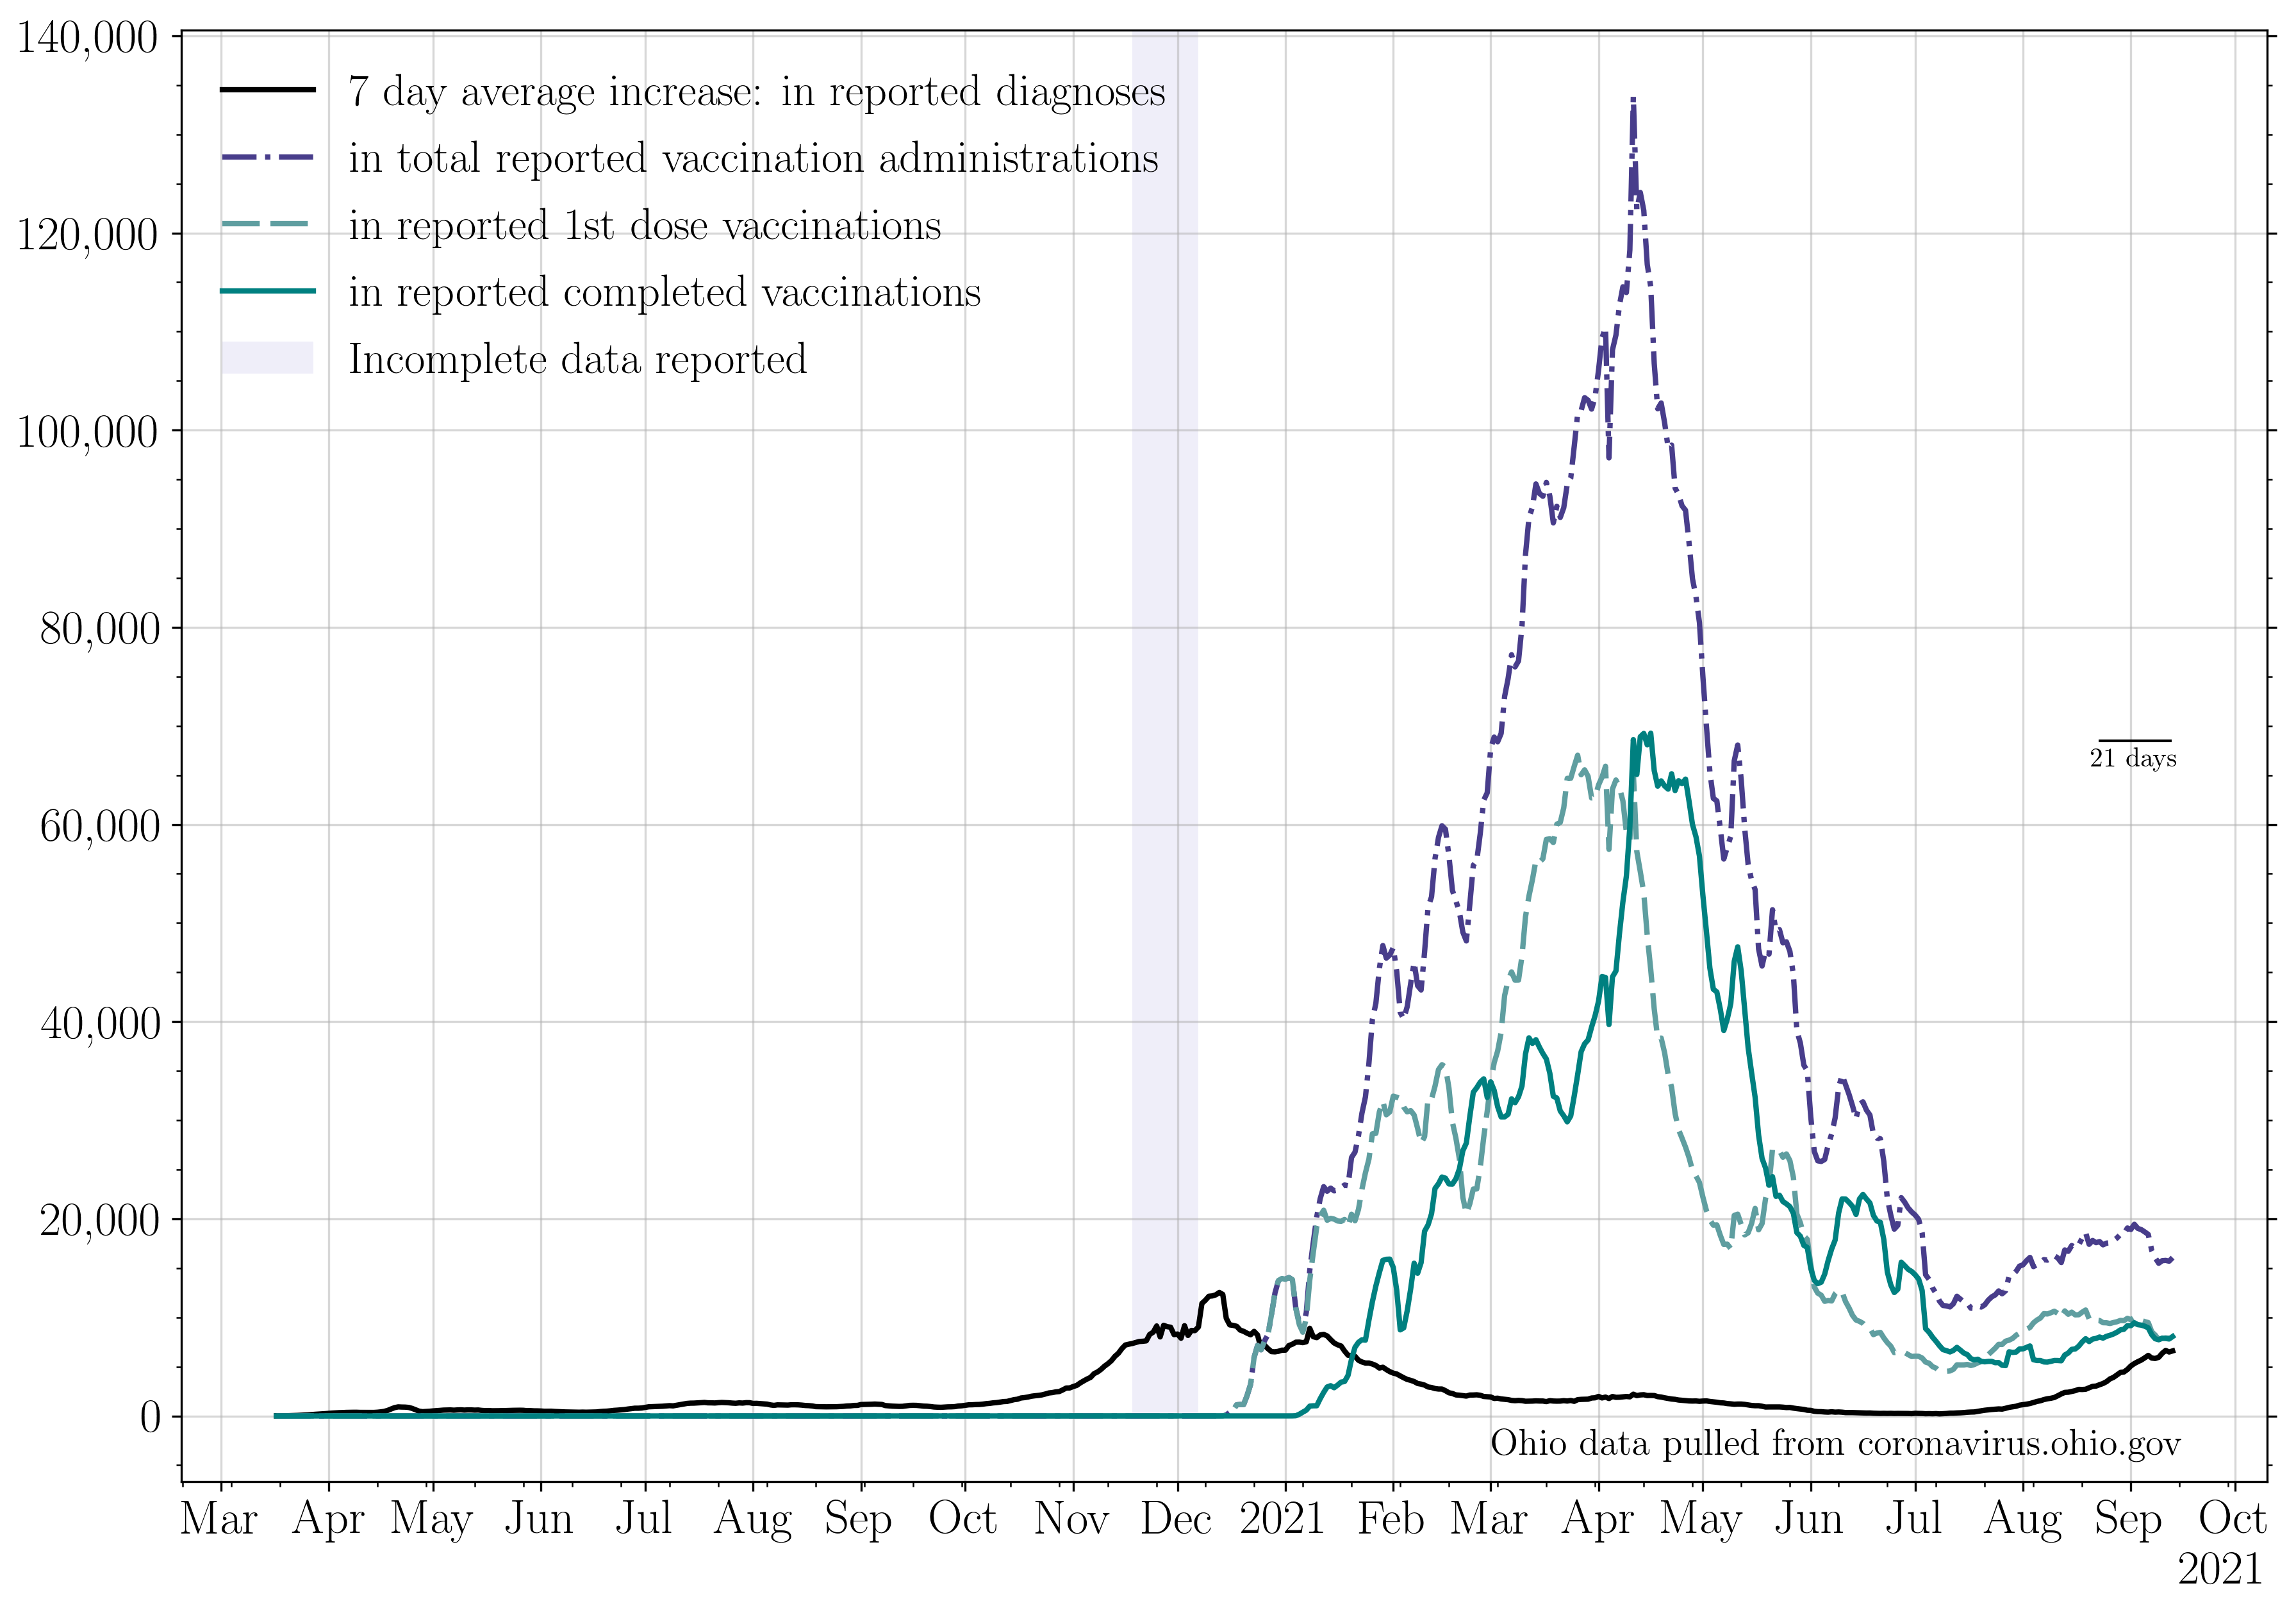 140,000
120,000
100,000
80,000
60,000
40,000
20,000
0
7 day average increase: in reported diagnoses
in total reported vaccination administrations
in reported 1st dose vaccinations
in reported completed vaccinations
Incomplete data reported
21 days
Ohio data pulled from coronavirus.ohio.gov
Mar Apr May Jun Jul Aug Sep Oct Nov Dec 2021 Feb Mar Apr May Jun Jul Aug Sep Oct
2021